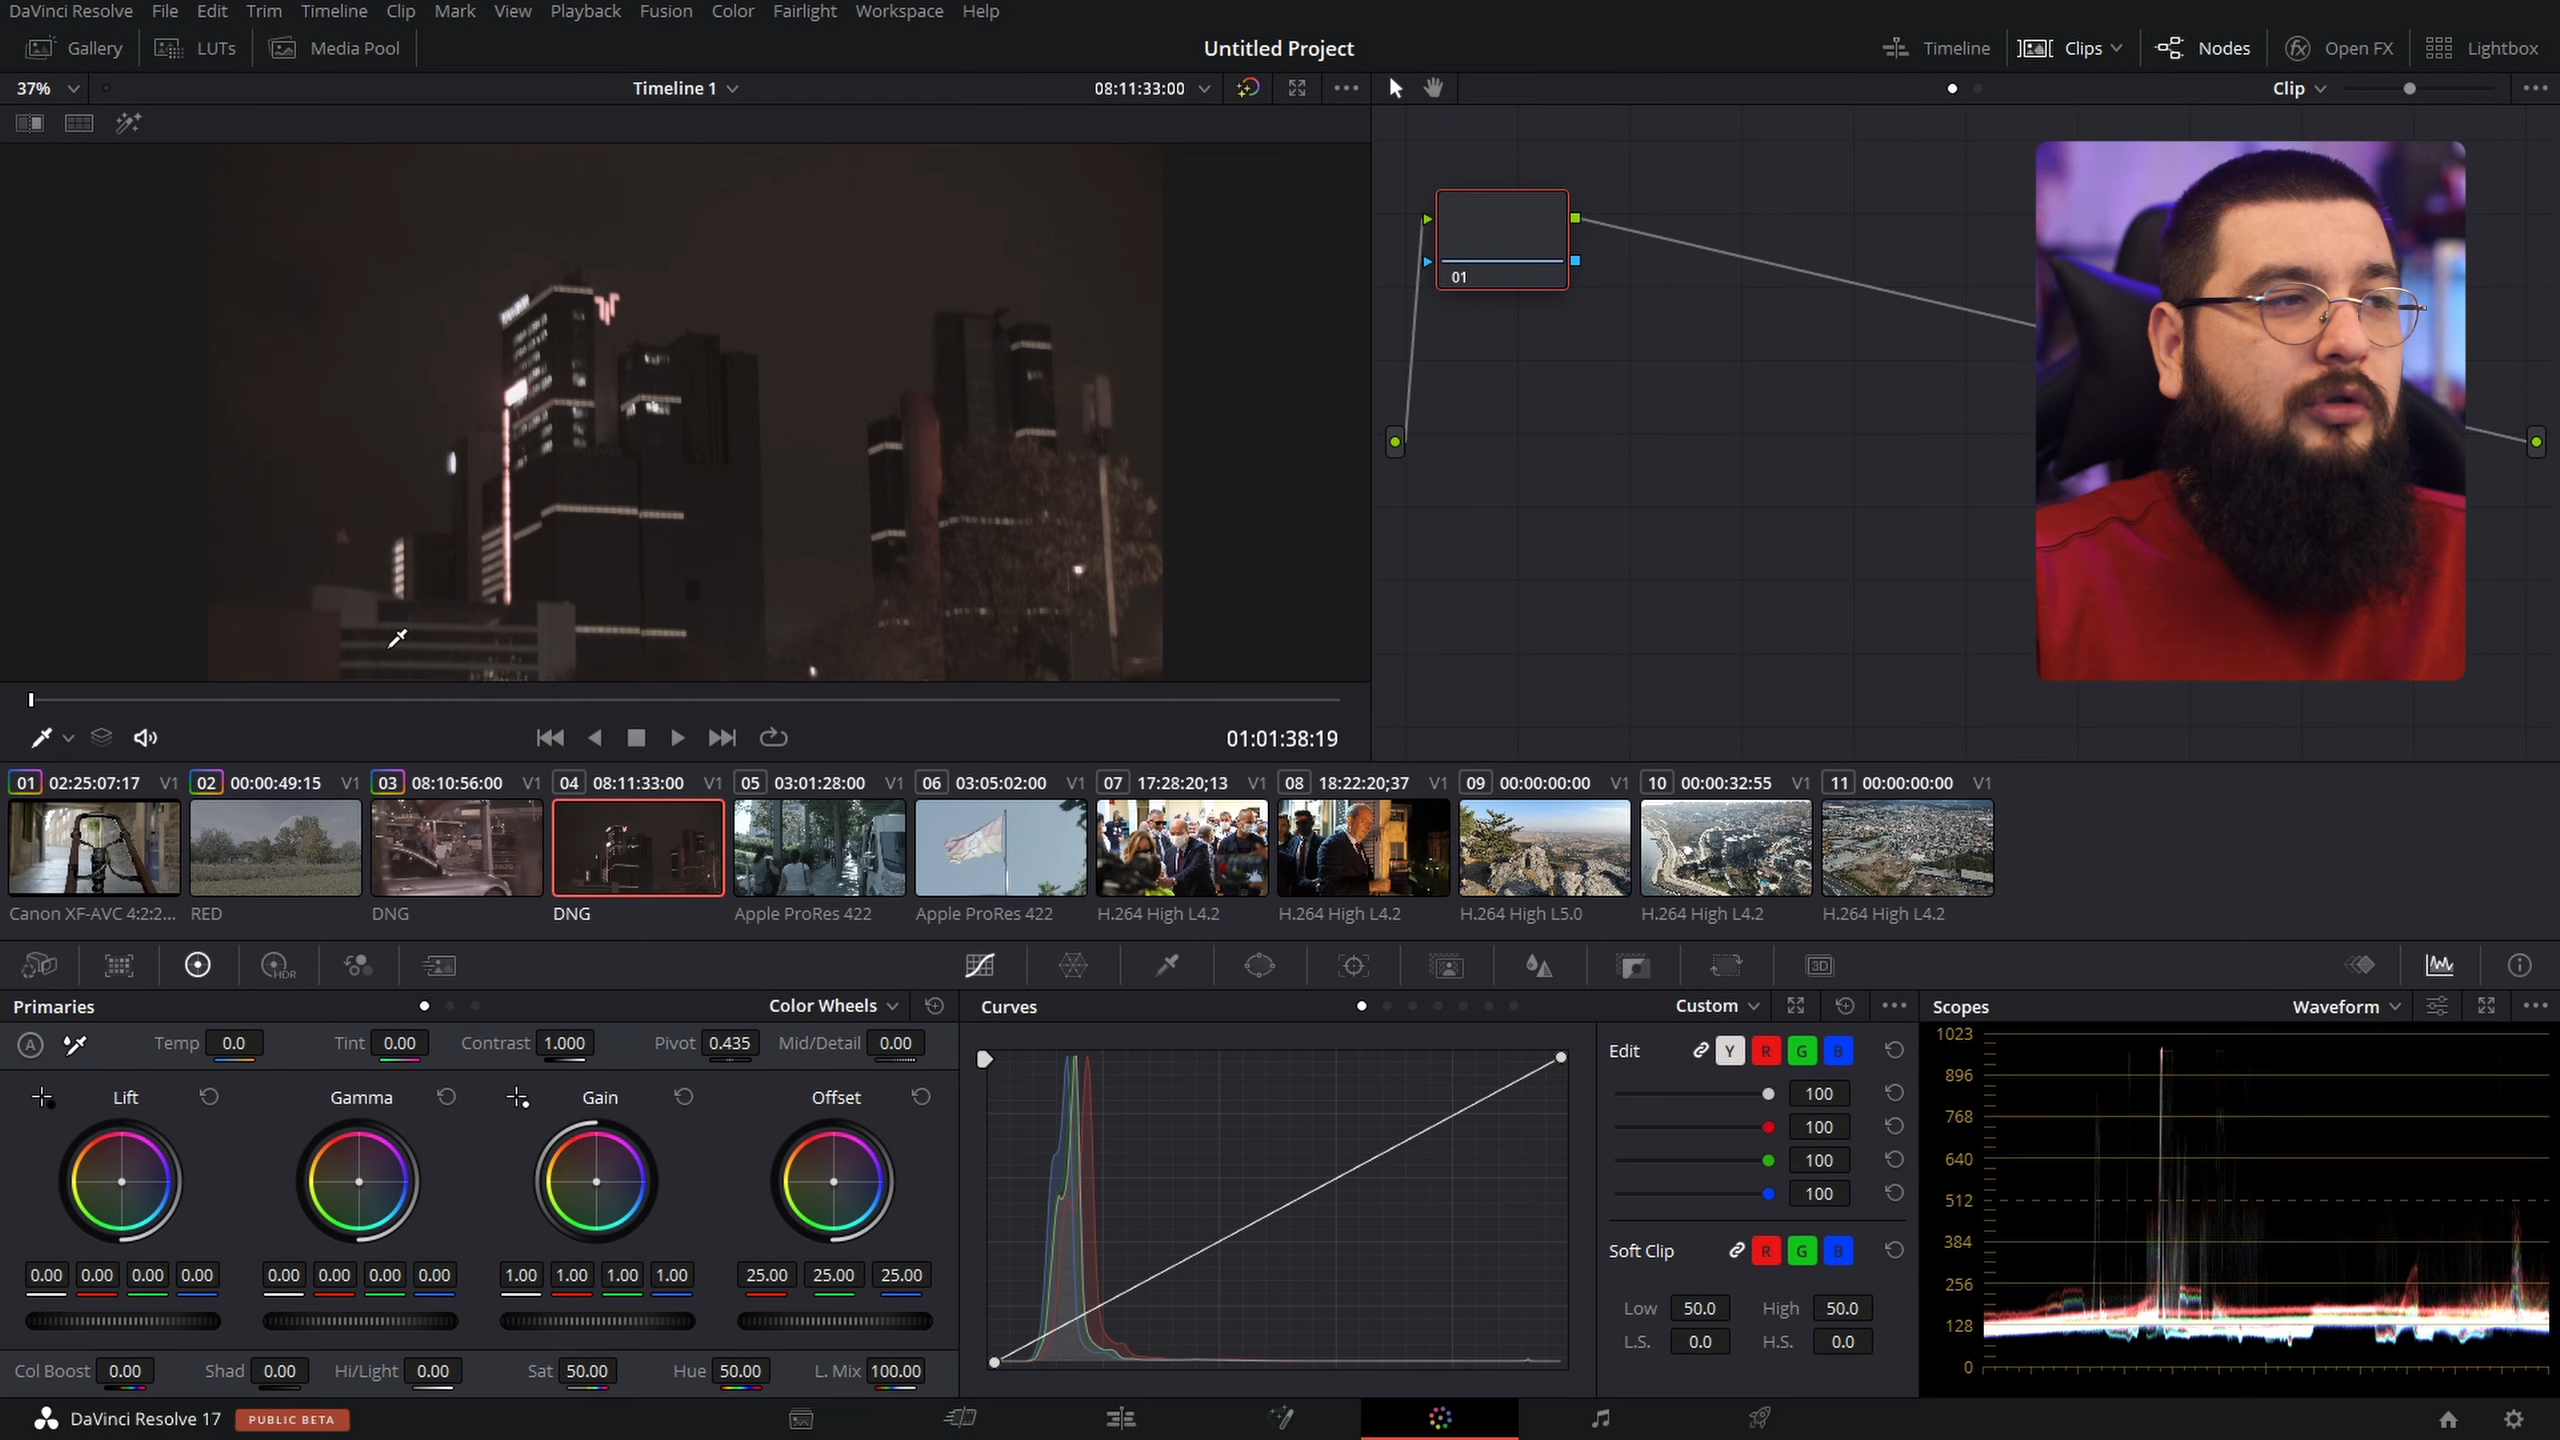 DaVinci Resolve File Edit Trim Timeline Clip Mark View Playback Fusion Color Fairlight Workspace Help
Gallery LUTs Media Pool Untitled Project Timeline Clips Nodes Open FX Lightbox
37% Timeline 1 08:11:33:00 Clip
01
01:01:38:19
01 02:25:07:17 V1 02 00:00:49:15 V1 03 08:10:56:00 V1 04 08:11:33:00 V1 05 03:01:28:00 V1 06 03:05:02:00 V1 07 17:28:20;13 V1 08 18:22:20;37 V1 09 00:00:00:00 V1 10 00:00:32:55 V1 11 00:00:00:00 V1
Canon XF-AVC 4:2:2... RED DNG DNG Apple ProRes 422 Apple ProRes 422 H.264 High L4.2 H.264 High L4.2 H.264 High L5.0 H.264 High L4.2 H.264 High L4.2
HDR 3D
Primaries Color Wheels Curves Custom Scopes Waveform
A Temp 0.0 Tint 0.00 Contrast 1.000 Pivot 0.435 Mid/Detail 0.00
Lift Gamma Gain Offset
0.00 0.00 0.00 0.00 0.00 0.00 0.00 0.00 1.00 1.00 1.00 1.00 25.00 25.00 25.00
Col Boost 0.00 Shad 0.00 Hi/Light 0.00 Sat 50.00 Hue 50.00 L. Mix 100.00
Edit Y R G B
100
100
100
100
Soft Clip R G B
Low 50.0 High 50.0
L.S. 0.0 H.S. 0.0
1023
896
768
640
512
384
256
128
0
DaVinci Resolve 17 PUBLIC BETA